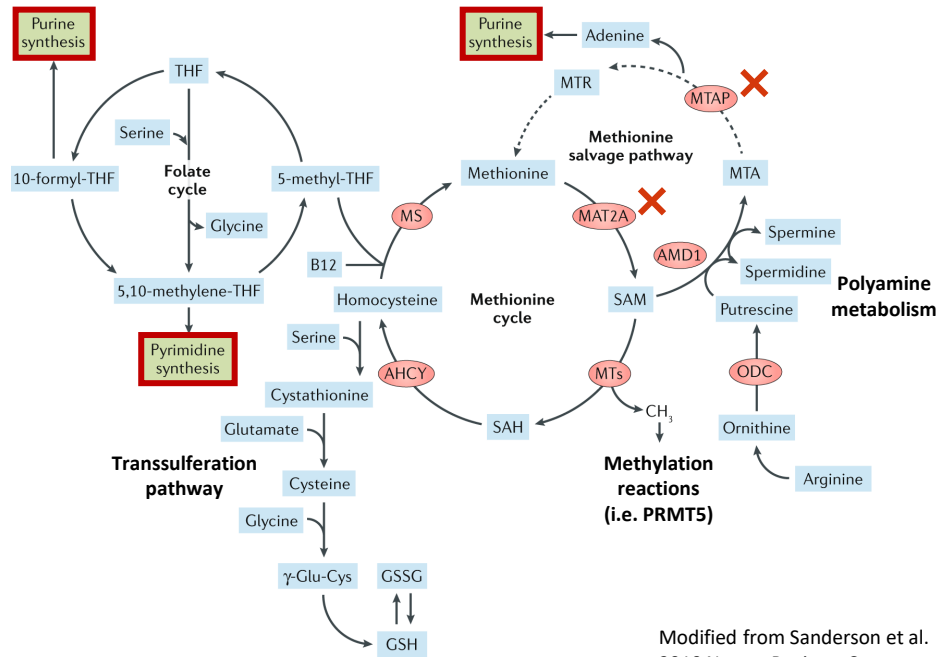 Purine
synthesis
Purine
synthesis
Adenine
THF
MTR
MTAP
Serine
Methionine
salvage pathway
10-formyl-THF
Folate
cycle
5-methyl-THF
Methionine
MTA
MS
MAT2A
Glycine
Spermine
B12
AMD1
Spermidine
5,10-methylene-THF
Homocysteine
Methionine
cycle
SAM
Putrescine
Polyamine
metabolism
Serine
Pyrimidine
synthesis
AHCY
MTs
ODC
Cystathionine
CH3
SAH
Ornithine
Glutamate
Transsulferation
pathway
Methylation
reactions
(i.e. PRMT5)
Cysteine
Arginine
Glycine
γ-Glu-Cys
GSSG
GSH
Modified from Sanderson et al.